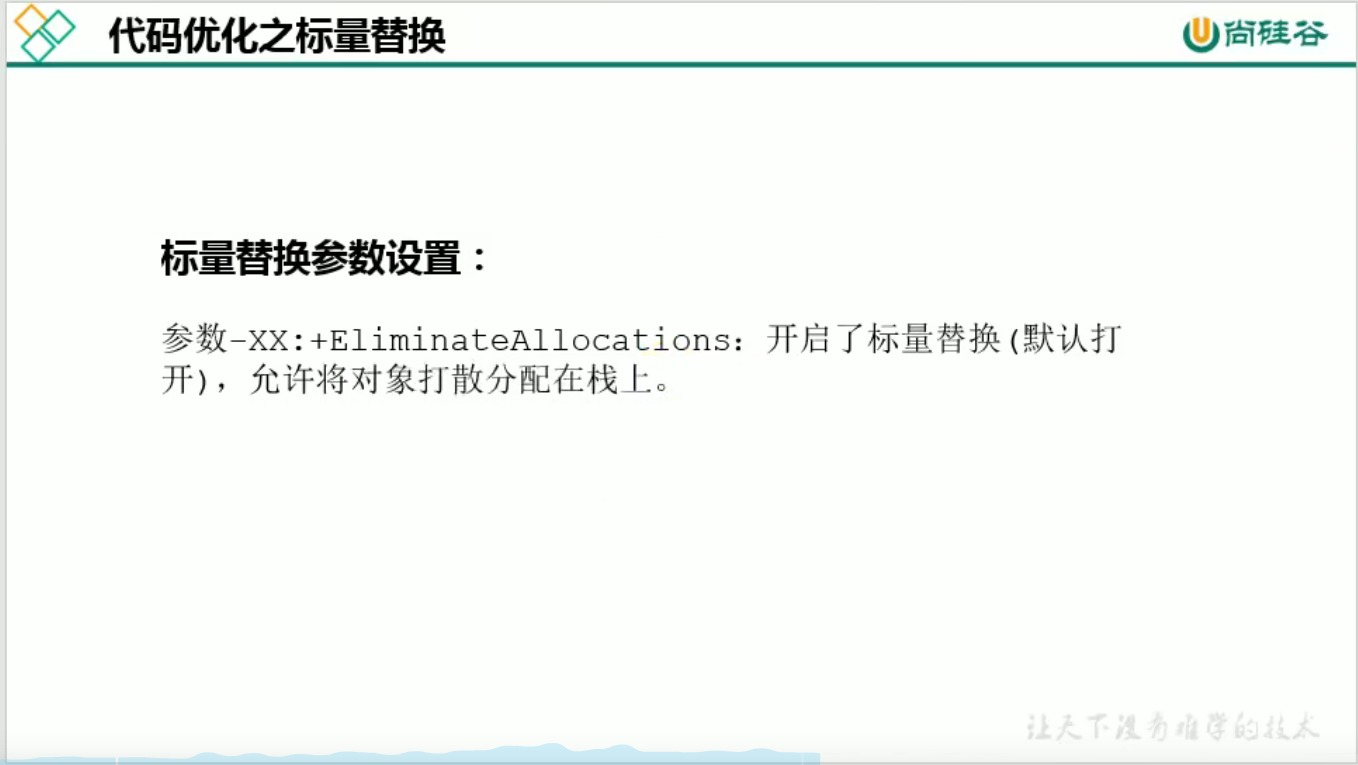 代码优化之标量替换
尚硅谷
标量替换参数设置：
参数-XX:+EliminateAllocations：开启了标量替换(默认打
开)，允许将对象打散分配在栈上。
让天下没有难学的技术